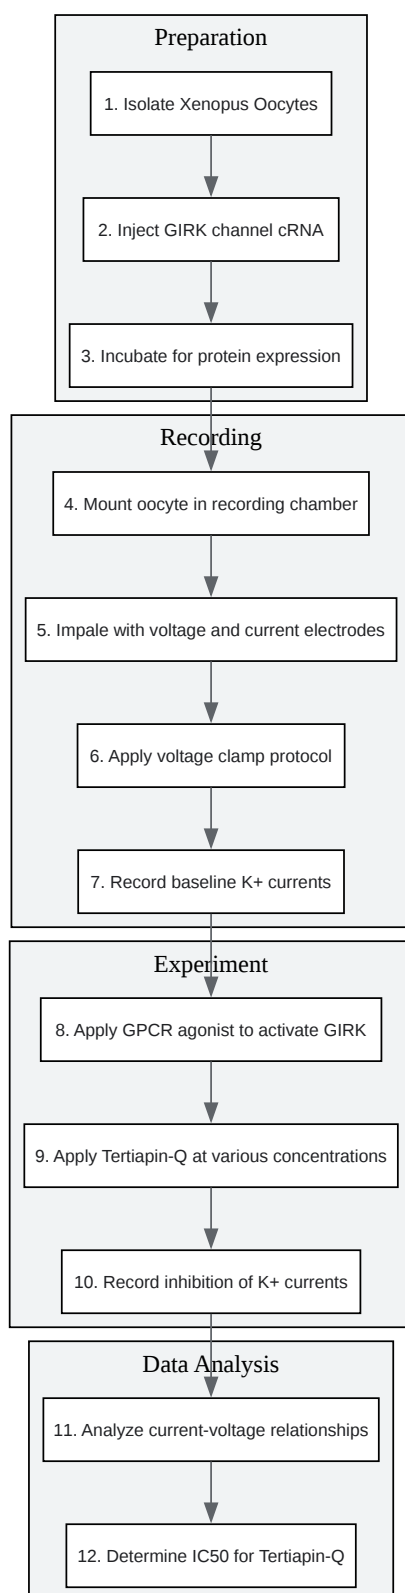 Preparation
1. Isolate Xenopus Oocytes
2. Inject GIRK channel cRNA
3. Incubate for protein expression
Recording
4. Mount oocyte in recording chamber
5. Impale with voltage and current electrodes
6. Apply voltage clamp protocol
7. Record baseline K+ currents
Experiment
8. Apply GPCR agonist to activate GIRK
9. Apply Tertiapin-Q at various concentrations
10. Record inhibition of K+ currents
Data Analysis
11. Analyze current-voltage relationships
12. Determine IC50 for Tertiapin-Q